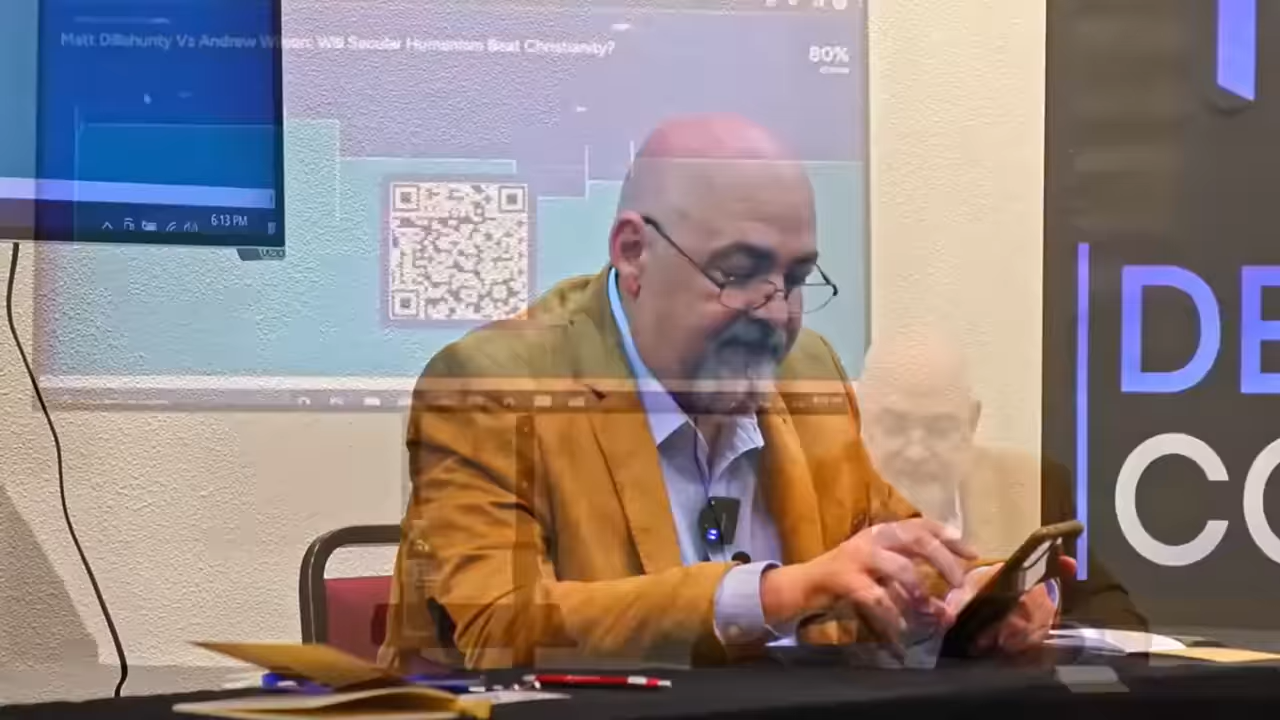 Matt Dillahunty Vs Andrew Wilson: Will Secular Humanism Beat Christianity?
80%
6:13 PM
DE
CO